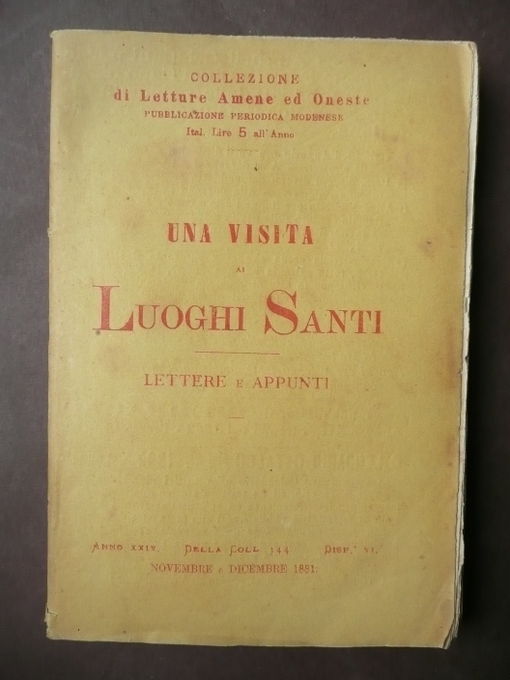 COLLEZIONE
di Letture Amene ed Oneste
PUBBLICAZIONE PERIODICA MODENESE
Ital. Lire 5 all'Anno
UNA VISITA
AI
LUOGHI SANTI
LETTERE E APPUNTI
ANNO XXIV. DELLA COLL. 144 DISP.ª VI.
NOVEMBRE e DICEMBRE 1881.